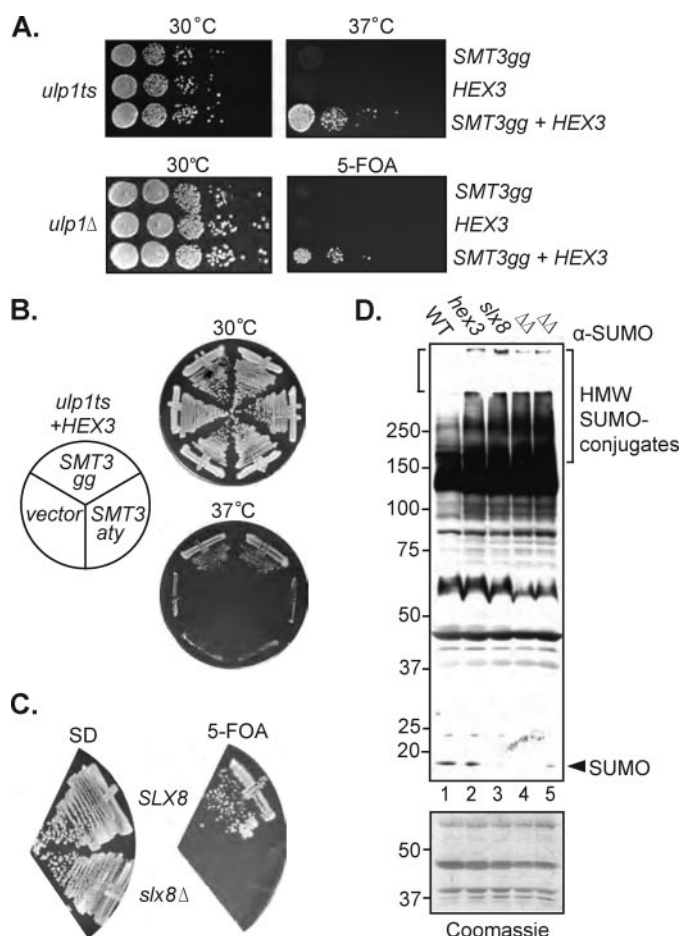 A.
30°C 37°C
ulp1ts
SMT3gg
HEX3
SMT3gg + HEX3
30°C 5-FOA
ulp1Δ
SMT3gg
HEX3
SMT3gg + HEX3
B.
30°C
ulp1ts
+HEX3
SMT3
gg
vector
SMT3
aty
37°C
C.
SD 5-FOA
SLX8
slx8Δ
D.
WT hex3 slx8 ΔΔ ΔΔ
α-SUMO
HMW
SUMO-
conjugates
250
150
100
75
50
37
25
20
SUMO
1 2 3 4 5
50
37
Coomassie